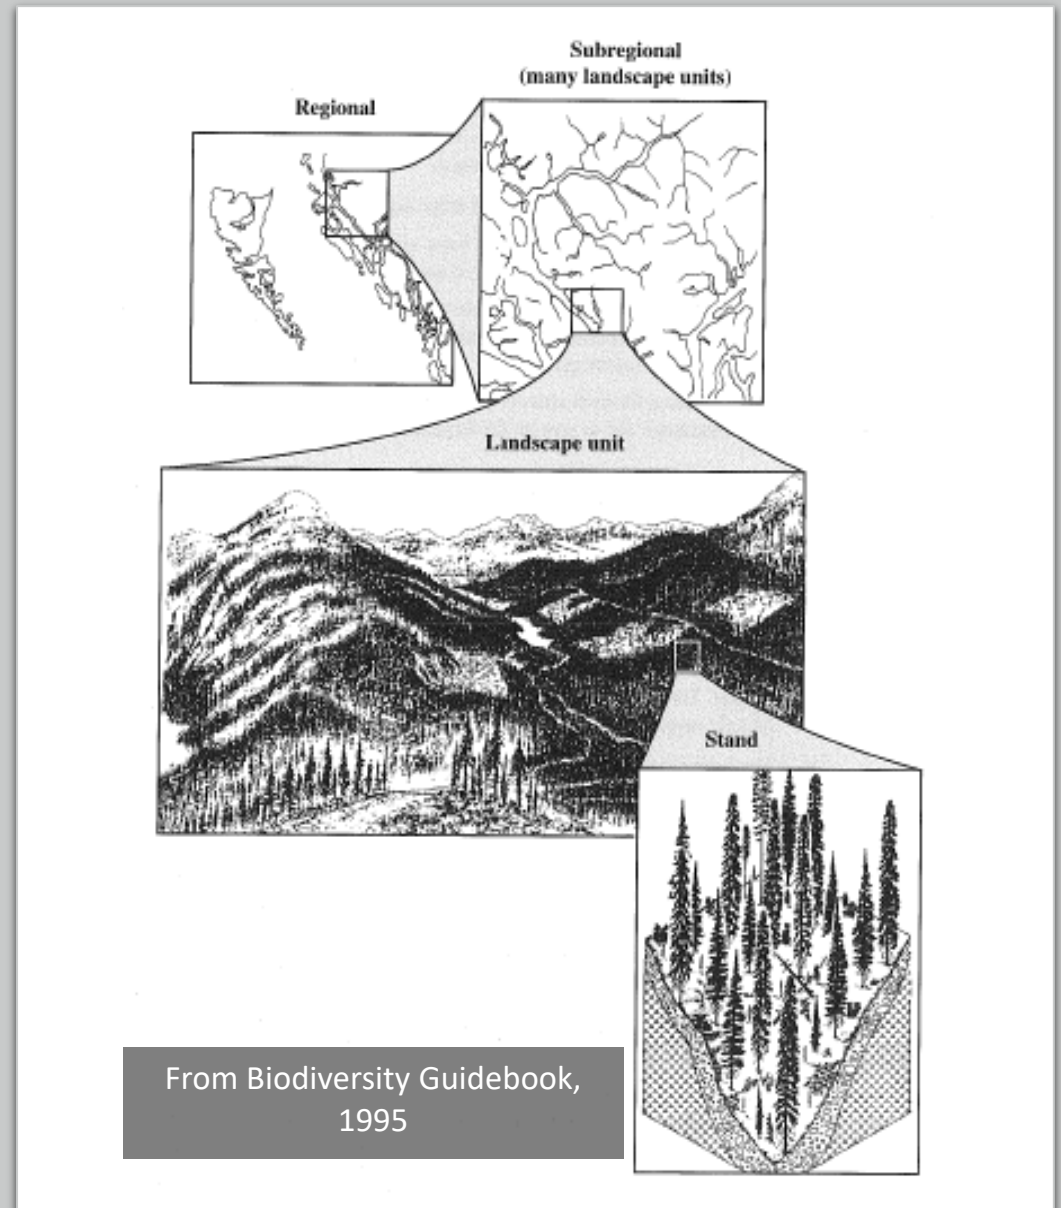 Subregional
(many landscape units)
Regional
Landscape unit
Stand
From Biodiversity Guidebook,
1995